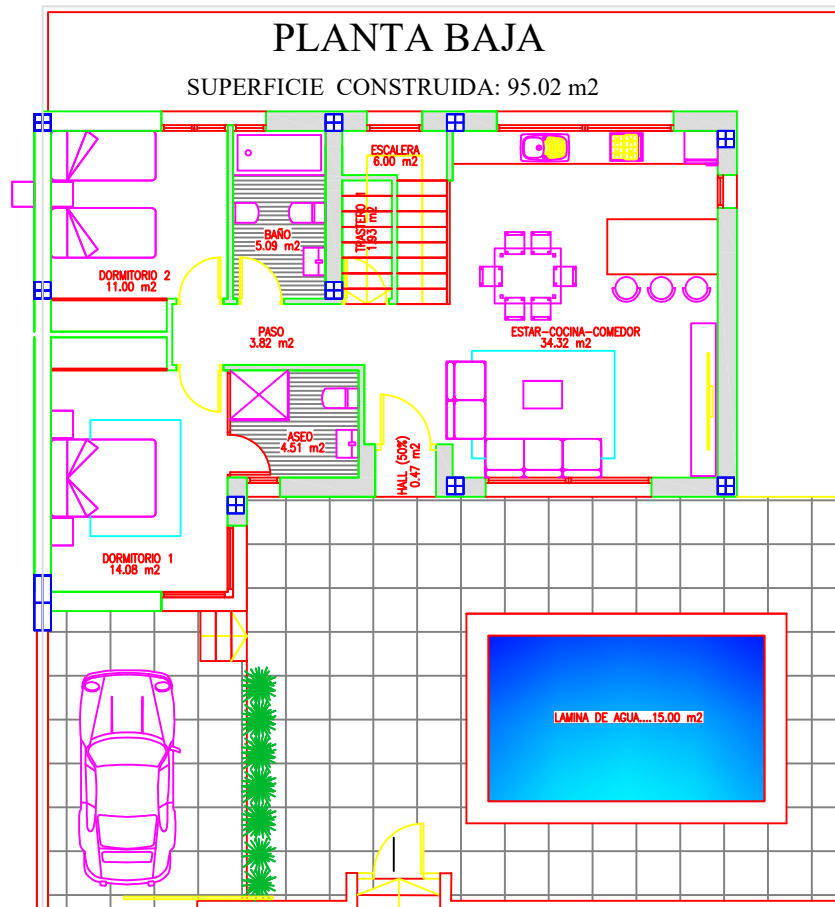 PLANTA BAJA
SUPERFICIE CONSTRUIDA: 95.02 m2
ESCALERA
6.00 m2
TRASTERO 1
1.93 m2
BAÑO
5.09 m2
DORMITORIO 2
11.00 m2
PASO
3.82 m2
ESTAR-COCINA-COMEDOR
34.32 m2
ASEO
4.51 m2
HALL (50%)
0.47 m2
DORMITORIO 1
14.08 m2
LAMINA DE AGUA....15.00 m2